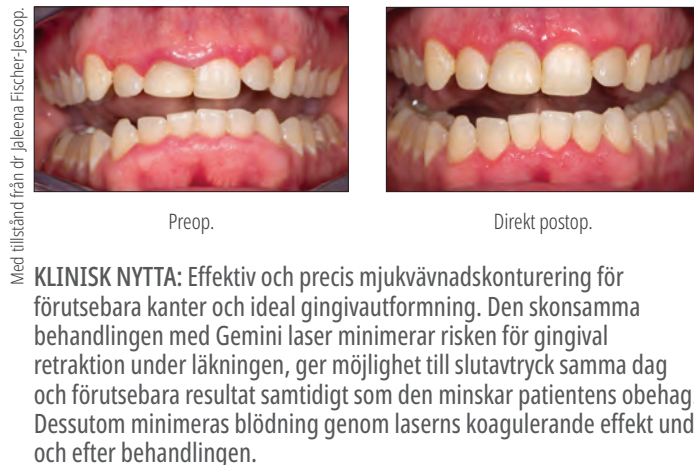 Med tillstånd från dr Jaleena Fischer-Jessop.
Preop.
Direkt postop.
KLINISK NYTTA: Effektiv och precis mjukvävnadskonturering för
förutsebara kanter och ideal gingivautformning. Den skonsamma
behandlingen med Gemini laser minimerar risken för gingival
retraktion under läkningen, ger möjlighet till slutavtryck samma dag
och förutsebara resultat samtidigt som den minskar patientens obehag.
Dessutom minimeras blödning genom laserns koagulerande effekt und
och efter behandlingen.